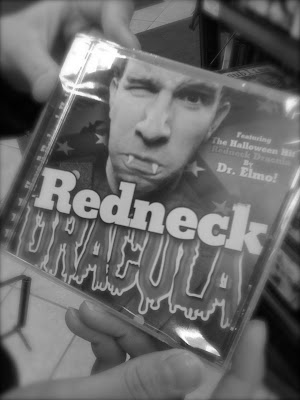 Featuring
The Halloween Hit
Redneck Dracula
By
Dr. Elmo!
Redneck
DRACULA